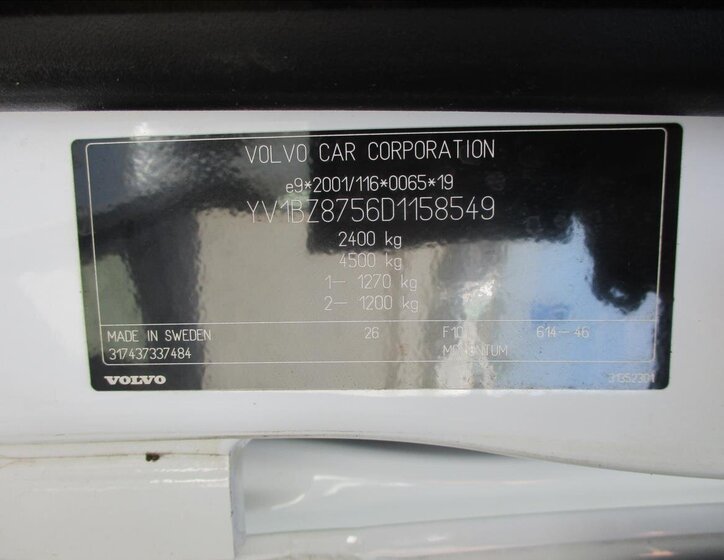 VOLVO CAR CORPORATION
e9*2001/116*0065*19
YV1BZ8756D1158549
2400 kg
4500 kg
1– 1270 kg
2– 1200 kg
MADE IN SWEDEN 26 F10 614–46
317437337484 MOMENTUM
VOLVO 31352301